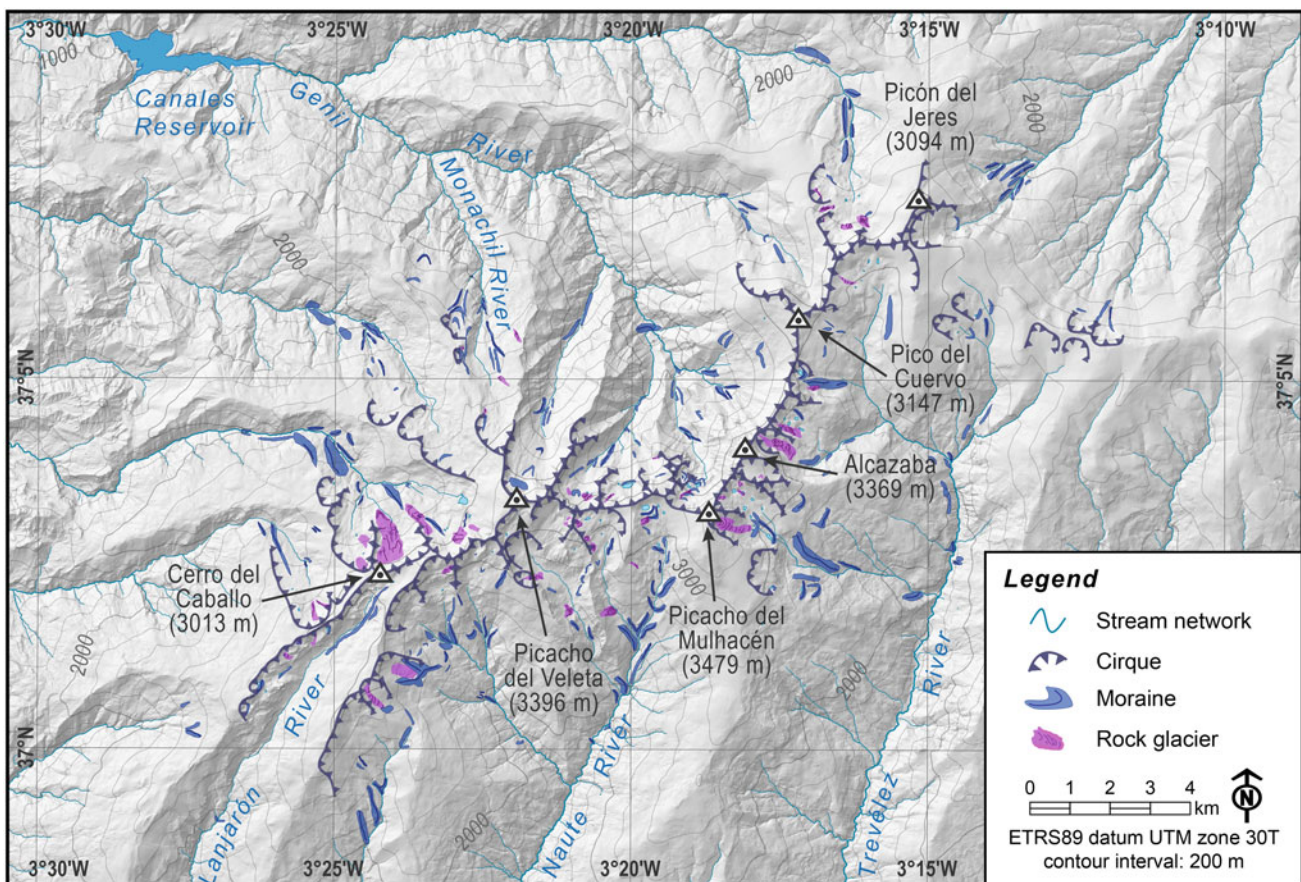 3°30'W
3°25'W
3°20'W
3°15'W
3°10'W
1000
Canales
Reservoir
Genil
River
Monachil River
2000
Picón del
Jeres
(3094 m)
2000
2000
37°5'N
37°5'N
Pico del
Cuervo
(3147 m)
Alcazaba
(3369 m)
Cerro del
Caballo
(3013 m)
Picacho
del Veleta
(3396 m)
3000
Picacho del
Mulhacén
(3479 m)
2000
2000
2000
37°N
Lanjarón
River
Naute
River
Trevélez
River
Legend
Stream network
Cirque
Moraine
Rock glacier
0 1 2 3 4
km
N
ETRS89 datum UTM zone 30T
contour interval: 200 m
3°25'W
3°20'W
3°15'W